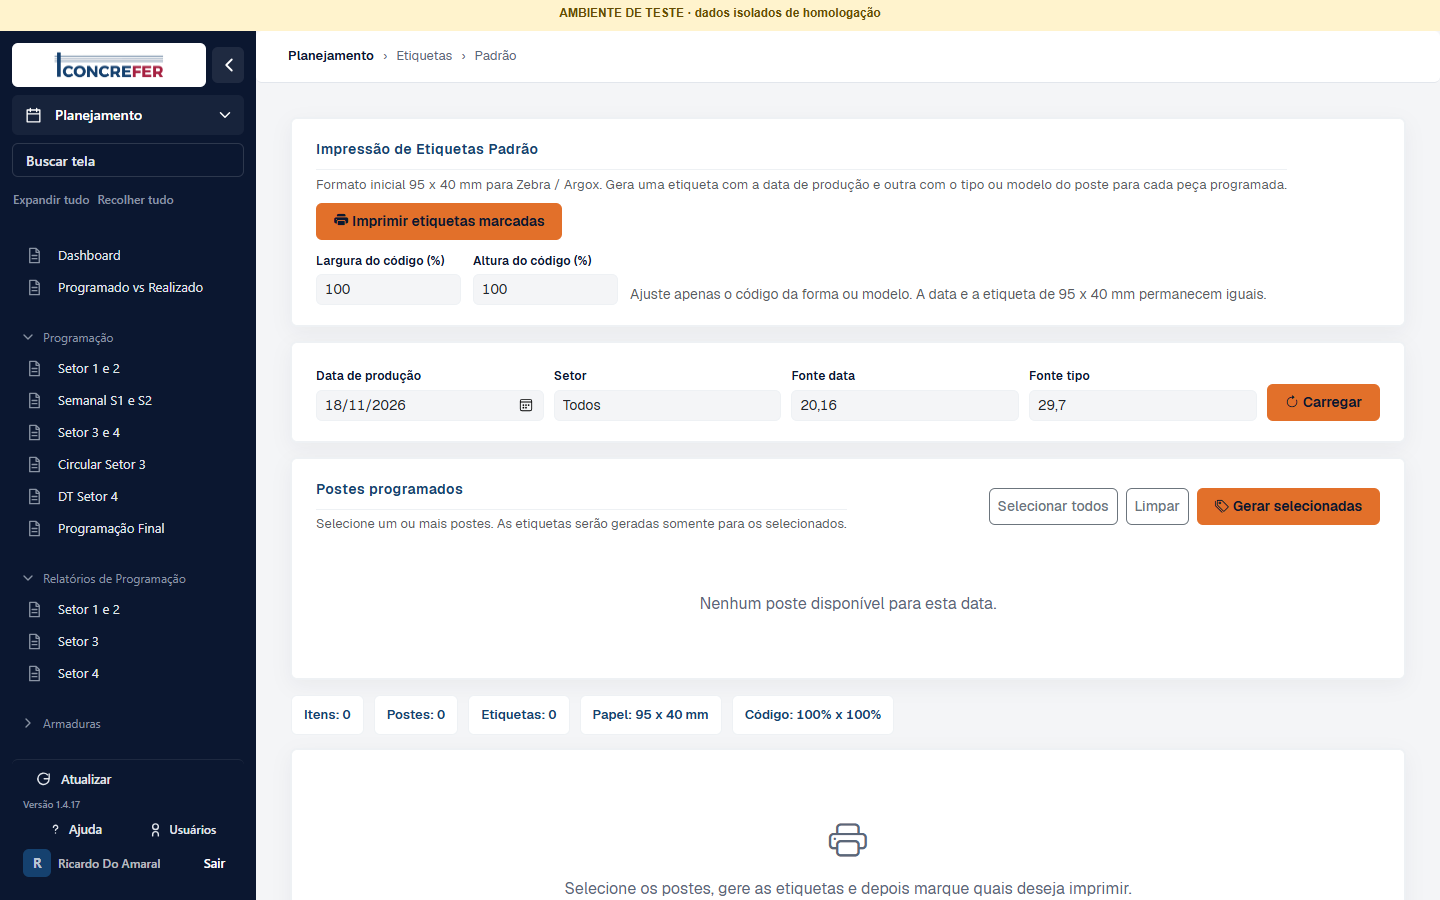 AMBIENTE DE TESTE · dados isolados de homologação
CONCREFER
Planejamento
Buscar tela
Expandir tudo Recolher tudo
Dashboard
Programado vs Realizado
Programação
Setor 1 e 2
Semanal S1 e S2
Setor 3 e 4
Circular Setor 3
DT Setor 4
Programação Final
Relatórios de Programação
Setor 1 e 2
Setor 3
Setor 4
Armaduras
Atualizar
Versão 1.4.17
? Ajuda Usuários
R Ricardo Do Amaral Sair
Planejamento › Etiquetas › Padrão
Impressão de Etiquetas Padrão
Formato inicial 95 x 40 mm para Zebra / Argox. Gera uma etiqueta com a data de produção e outra com o tipo ou modelo do poste para cada peça programada.
Imprimir etiquetas marcadas
Largura do código (%) Altura do código (%)
100 100 Ajuste apenas o código da forma ou modelo. A data e a etiqueta de 95 x 40 mm permanecem iguais.
Data de produção Setor Fonte data Fonte tipo
18/11/2026 Todos 20,16 29,7 Carregar
Postes programados
Selecione um ou mais postes. As etiquetas serão geradas somente para os selecionados.
Selecionar todos Limpar Gerar selecionadas
Nenhum poste disponível para esta data.
Itens: 0 Postes: 0 Etiquetas: 0 Papel: 95 x 40 mm Código: 100% x 100%
Selecione os postes, gere as etiquetas e depois marque quais deseja imprimir.